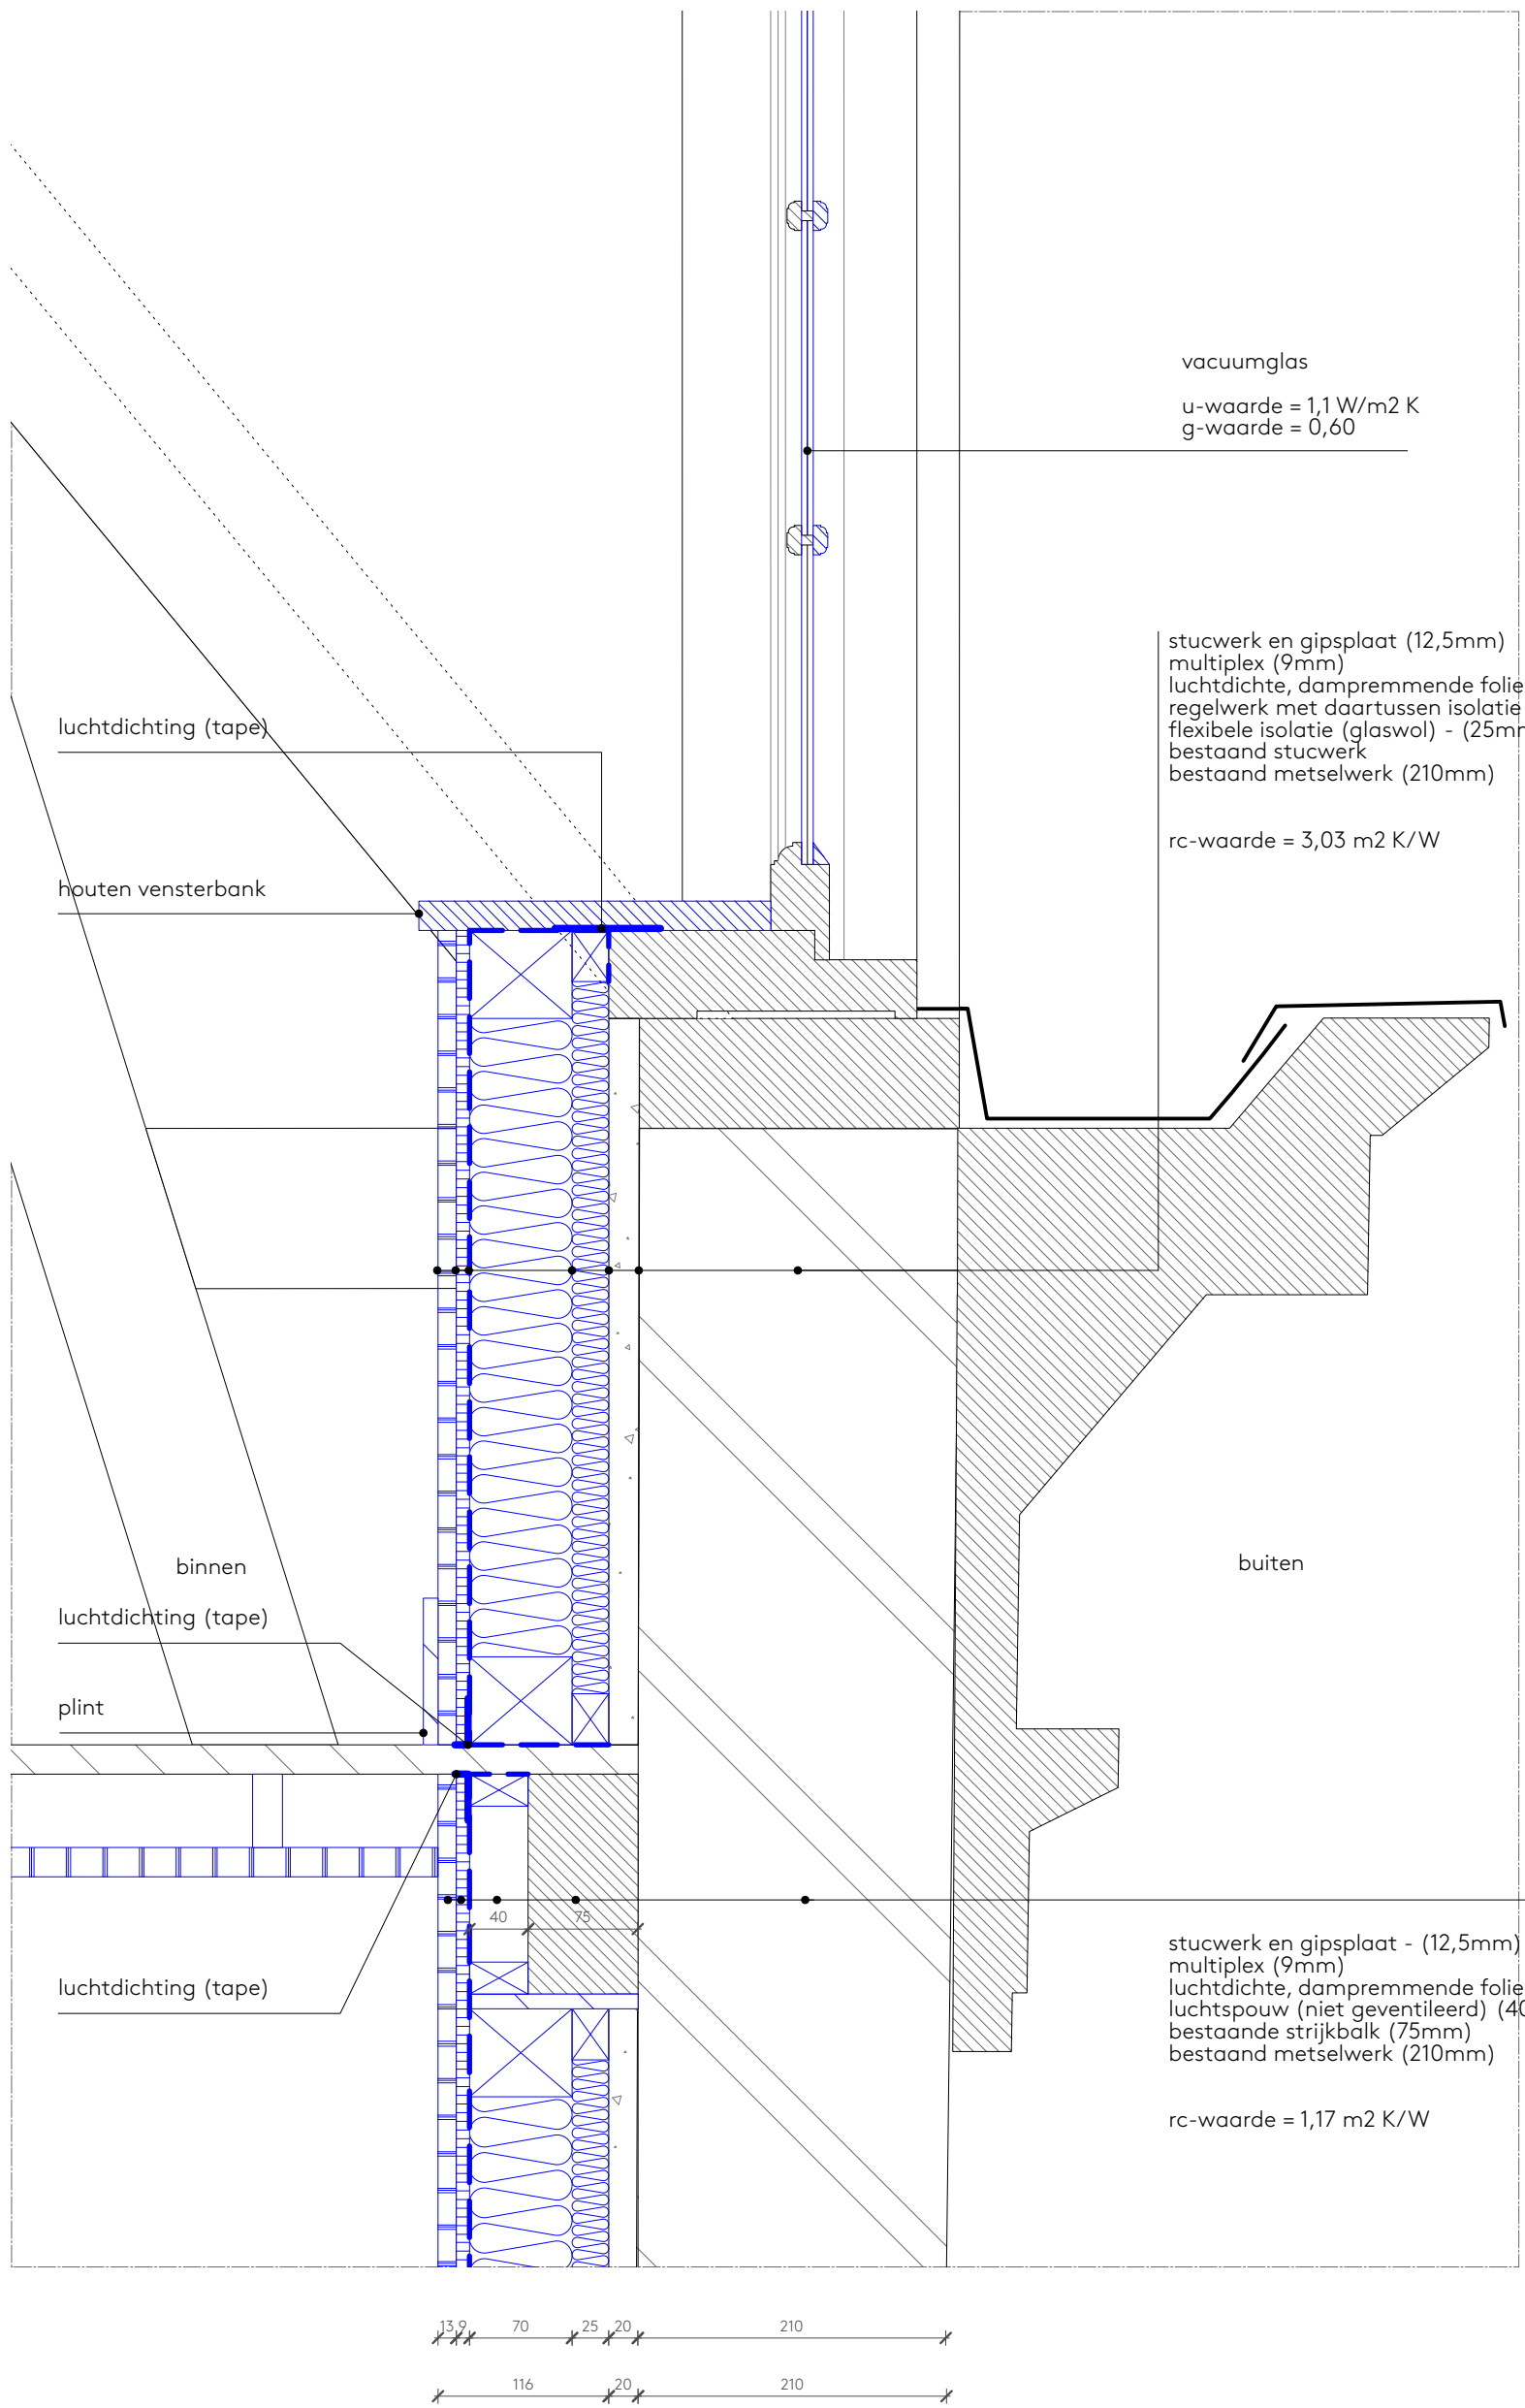 vacuumglas
u-waarde = 1,1 W/m2 K
g-waarde = 0,60
stucwerk en gipsplaat (12,5mm)
multiplex (9mm)
luchtdichte, dampremmende folie
regelwerk met daartussen isolatie
flexibele isolatie (glaswol) - (25mm
bestaand stucwerk
bestaand metselwerk (210mm)
rc-waarde = 3,03 m2 K/W
luchtdichting (tape)
houten vensterbank
binnen
buiten
luchtdichting (tape)
plint
40
75
luchtdichting (tape)
stucwerk en gipsplaat - (12,5mm)
multiplex (9mm)
luchtdichte, dampremmende folie
luchtspouw (niet geventileerd) (40
bestaande strijkbalk (75mm)
bestaand metselwerk (210mm)
rc-waarde = 1,17 m2 K/W
13 9 70 25 20 210
116 20 210